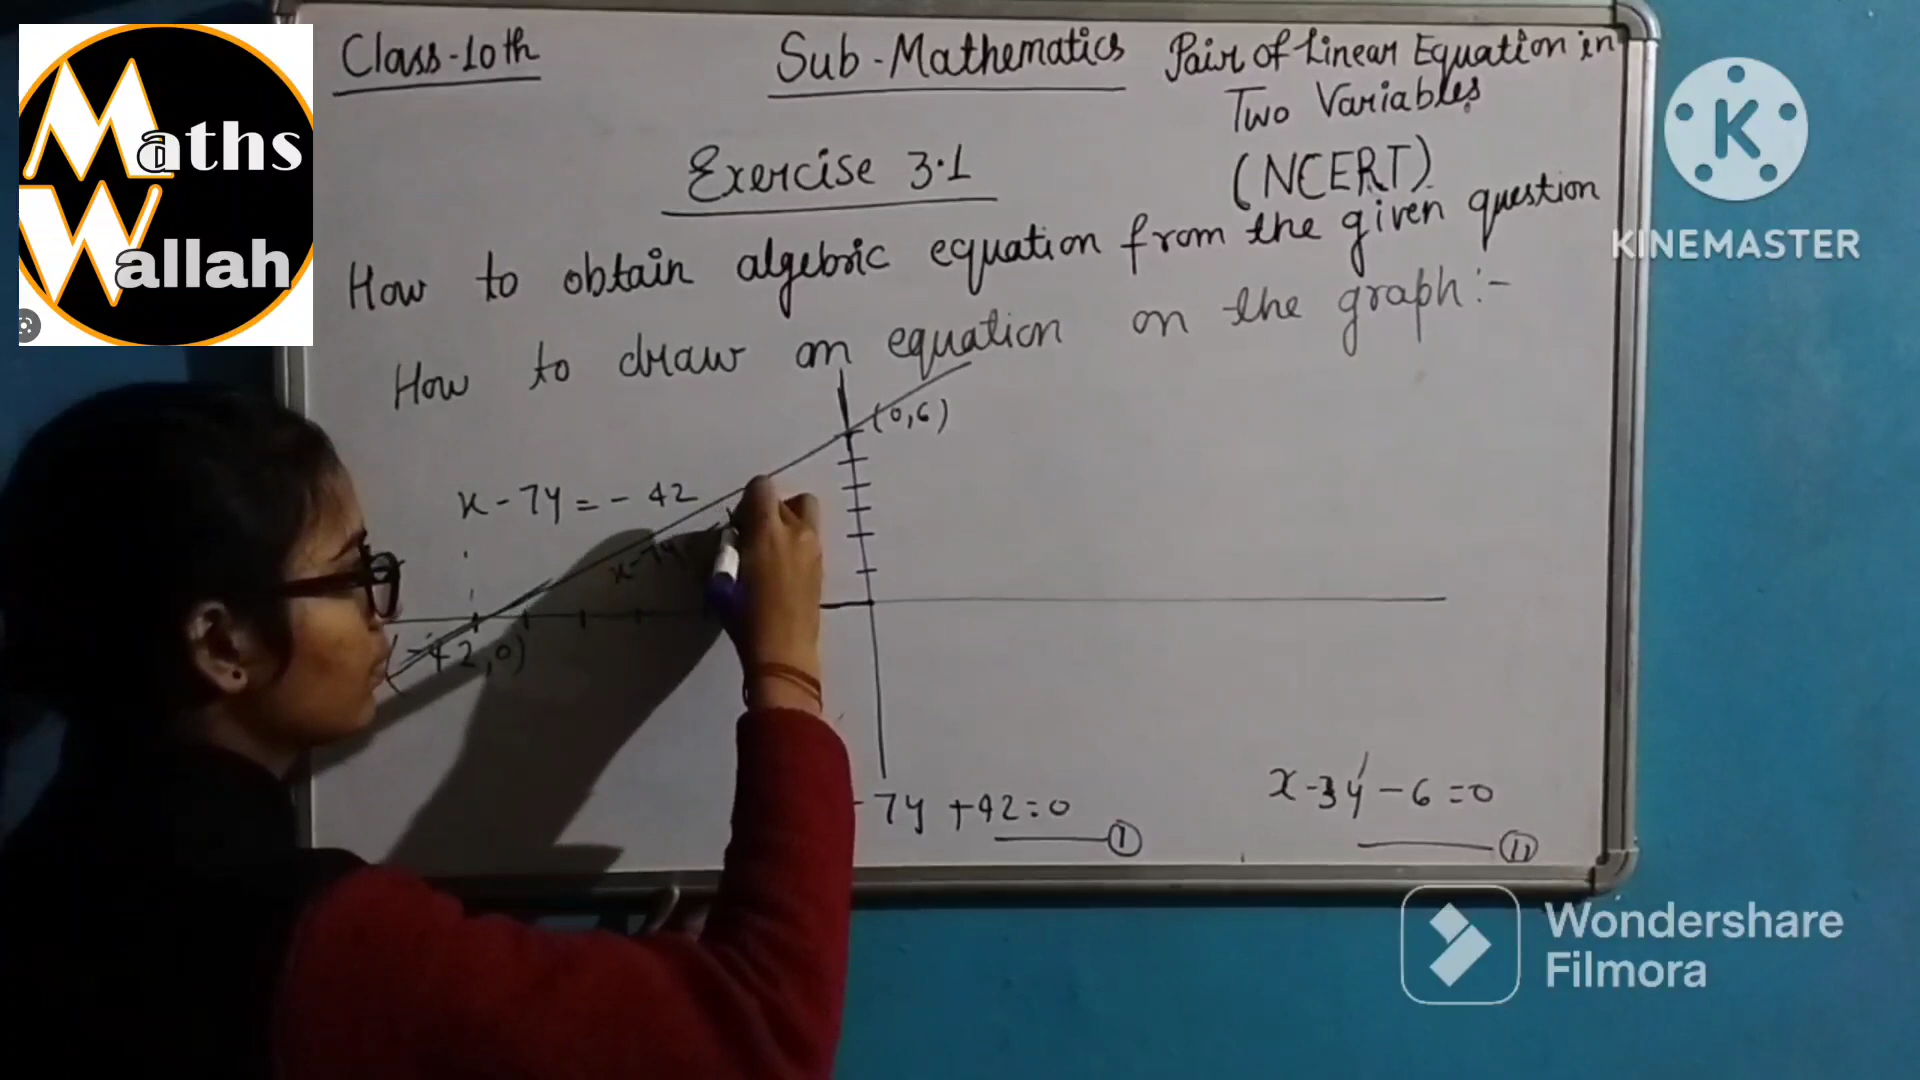 Maths
Wallah
Class-10th
Sub-Mathematics
Pair of Linear Equation in
Two Variables
(NCERT)
Exercise 3.1
How to obtain algebric equation from the given question
How to draw an equation on the graph:-
(0,6)
x-7y=-42
x-7y
(-42,0)
-7y+42=0
I
x-3y-6=0
II
K
KINEMASTER
Wondershare
Filmora